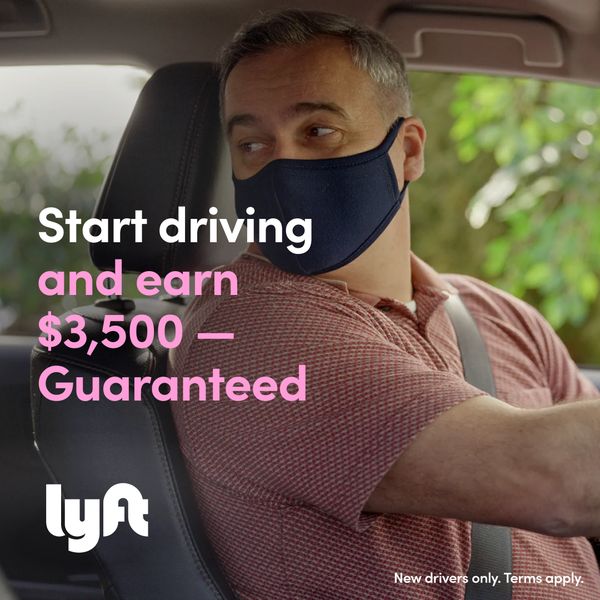 Start driving
and earn
$3,500 —
Guaranteed
lyft
New drivers only. Terms apply.